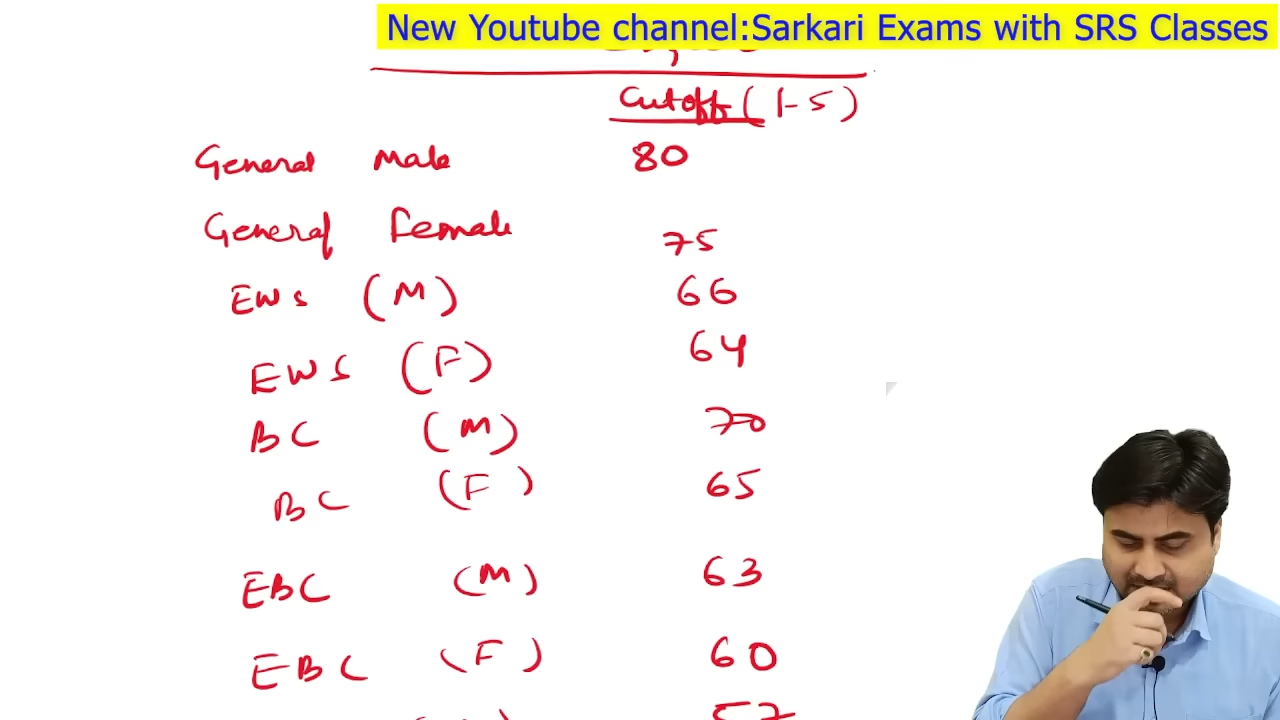 New Youtube channel:Sarkari Exams with SRS Classes
Cutoff (1-5)
General Male 80
General Female 75
EWS (M) 66
EWS (F) 64
BC (M) 70
BC (F) 65
EBC (M) 63
EBC (F) 60
57